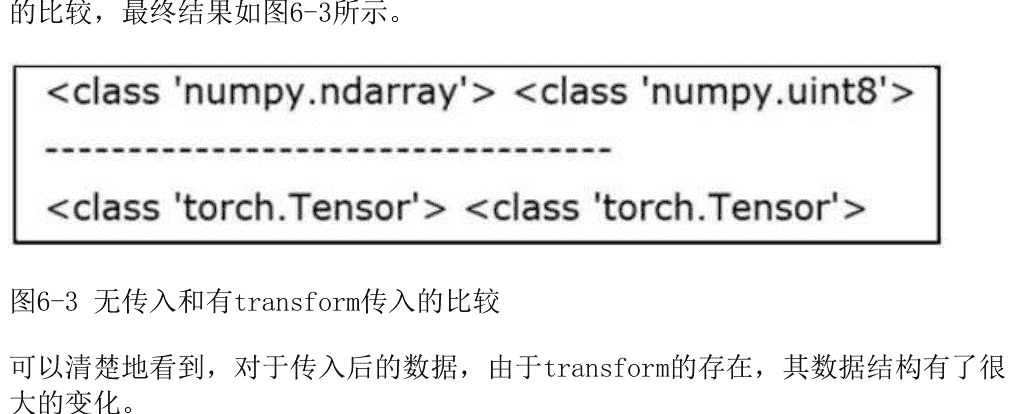 的比较，最终结果如图6-3所示。
<class 'numpy.ndarray'> <class 'numpy.uint8'>
----------------------------------
<class 'torch.Tensor'> <class 'torch.Tensor'>
图6-3 无传入和有transform传入的比较
可以清楚地看到，对于传入后的数据，由于transform的存在，其数据结构有了很
大的变化。